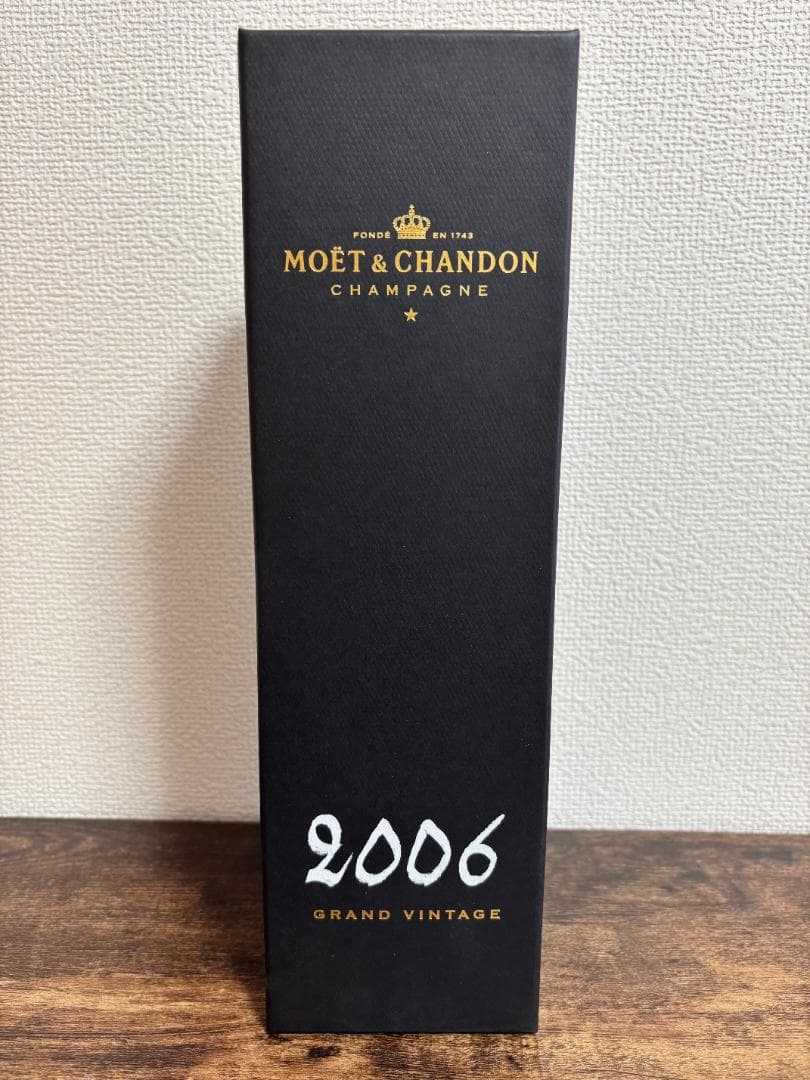 FONDÉ EN 1743
MOËT & CHANDON
CHAMPAGNE
2006
GRAND VINTAGE